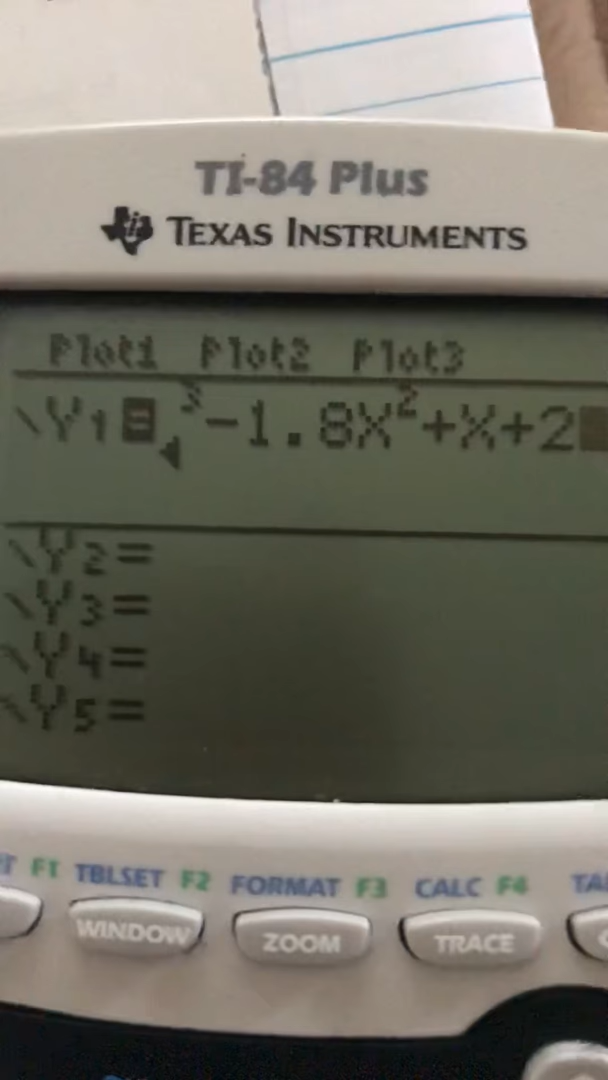 TI-84 Plus
TEXAS INSTRUMENTS
Plot1 Plot2 Plot3
\Y1=³-1.8X²+X+2
\Y2=
\Y3=
\Y4=
\Y5=
F1 TBLSET F2 FORMAT F3 CALC F4
WINDOW ZOOM TRACE